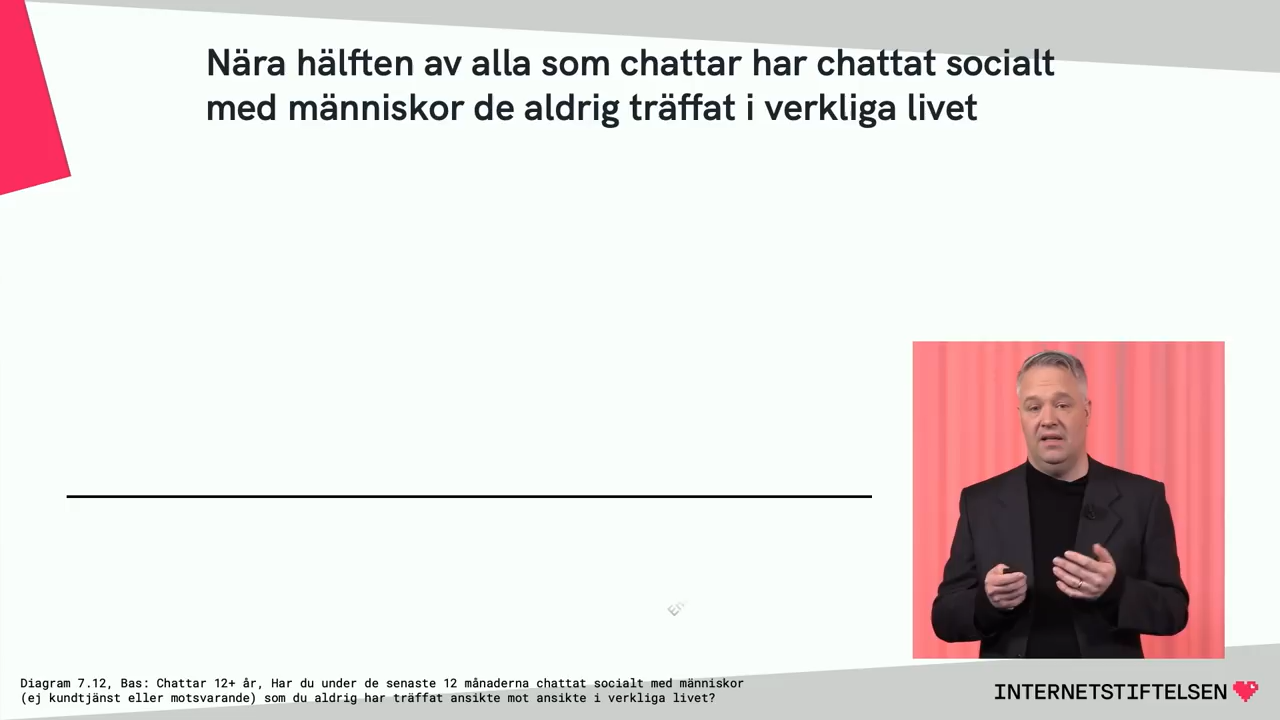 Nära hälften av alla som chattar har chattat socialt
med människor de aldrig träffat i verkliga livet
Diagram 7.12, Bas: Chattar 12+ år, Har du under de senaste 12 månaderna chattat socialt med människor
(ej kundtjänst eller motsvarande) som du aldrig har träffat ansikte mot ansikte i verkliga livet?
INTERNETSTIFTELSEN